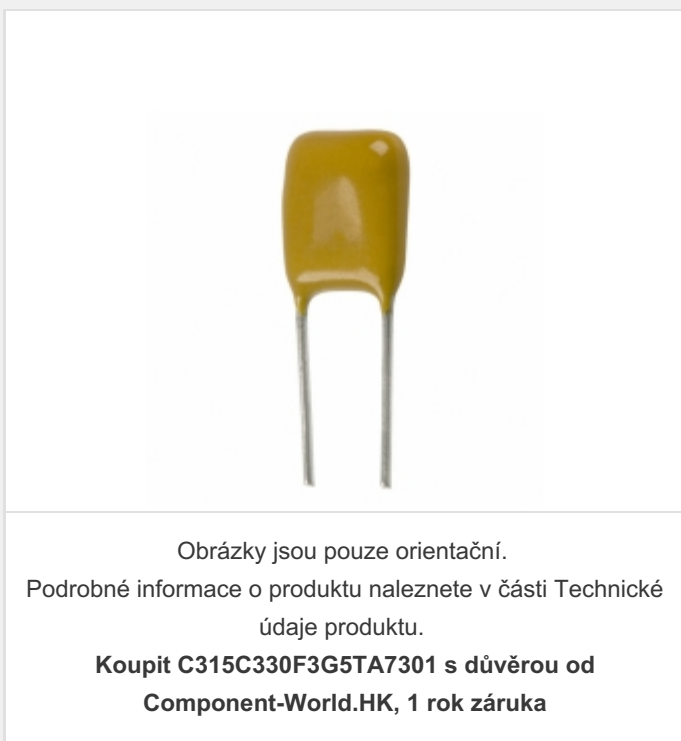 Obrázky jsou pouze orientační.
Podrobné informace o produktu naleznete v části Technické
údaje produktu.
Koupit C315C330F3G5TA7301 s důvěrou od
Component-World.HK, 1 rok záruka